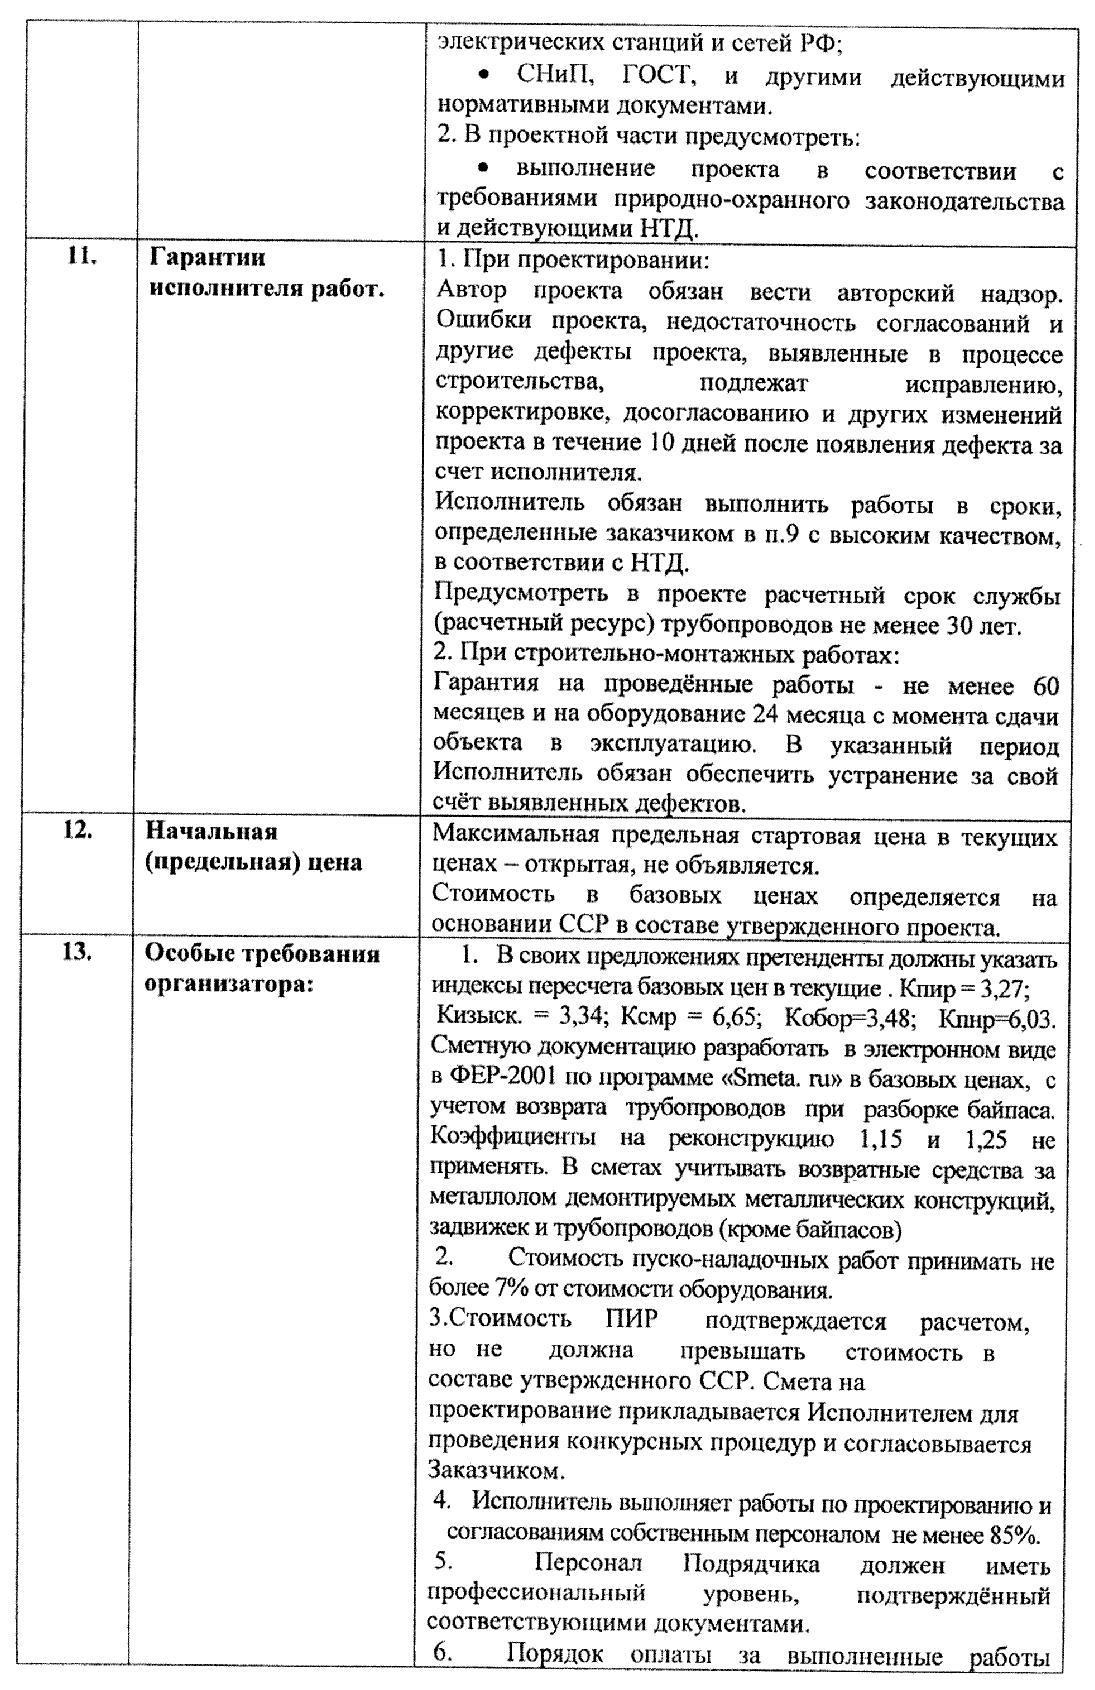 электрических станций и сетей РФ;
• СНиП, ГОСТ, и другими действующими
нормативными документами.
2. В проектной части предусмотреть:
• выполнение проекта в соответствии с
требованиями природно-охранного законодательства
и действующими НТД.
11. Гарантии
исполнителя работ.
1. При проектировании:
Автор проекта обязан вести авторский надзор.
Ошибки проекта, недостаточность согласований и
другие дефекты проекта, выявленные в процессе
строительства, подлежат исправлению,
корректировке, досогласованию и других изменений
проекта в течение 10 дней после появления дефекта за
счет исполнителя.
Исполнитель обязан выполнить работы в сроки,
определенные заказчиком в п.9 с высоким качеством,
в соответствии с НТД.
Предусмотреть в проекте расчетный срок службы
(расчетный ресурс) трубопроводов не менее 30 лет.
2. При строительно-монтажных работах:
Гарантия на проведённые работы - не менее 60
месяцев и на оборудование 24 месяца с момента сдачи
объекта в эксплуатацию. В указанный период
Исполнитель обязан обеспечить устранение за свой
счёт выявленных дефектов.
12. Начальная
(предельная) цена
Максимальная предельная стартовая цена в текущих
ценах – открытая, не объявляется.
Стоимость в базовых ценах определяется на
основании ССР в составе утвержденного проекта.
13. Особые требования
организатора:
1. В своих предложениях претенденты должны указать
индексы пересчета базовых цен в текущие . Кпир = 3,27;
Кизыск. = 3,34; Ксмр = 6,65; Кобор=3,48; Кпнр=6,03.
Сметную документацию разработать в электронном виде
в ФЕР-2001 по программе «Smeta. ru» в базовых ценах, с
учетом возврата трубопроводов при разборке байпаса.
Коэффициенты на реконструкцию 1,15 и 1,25 не
применять. В сметах учитывать возвратные средства за
металлолом демонтируемых металлических конструкций,
задвижек и трубопроводов (кроме байпасов)
2. Стоимость пуско-наладочных работ принимать не
более 7% от стоимости оборудования.
3.Стоимость ПИР подтверждается расчетом,
но не должна превышать стоимость в
составе утвержденного ССР. Смета на
проектирование прикладывается Исполнителем для
проведения конкурсных процедур и согласовывается
Заказчиком.
4. Исполнитель выполняет работы по проектированию и
согласованиям собственным персоналом не менее 85%.
5. Персонал Подрядчика должен иметь
профессиональный уровень, подтверждённый
соответствующими документами.
6. Порядок оплаты за выполненные работы